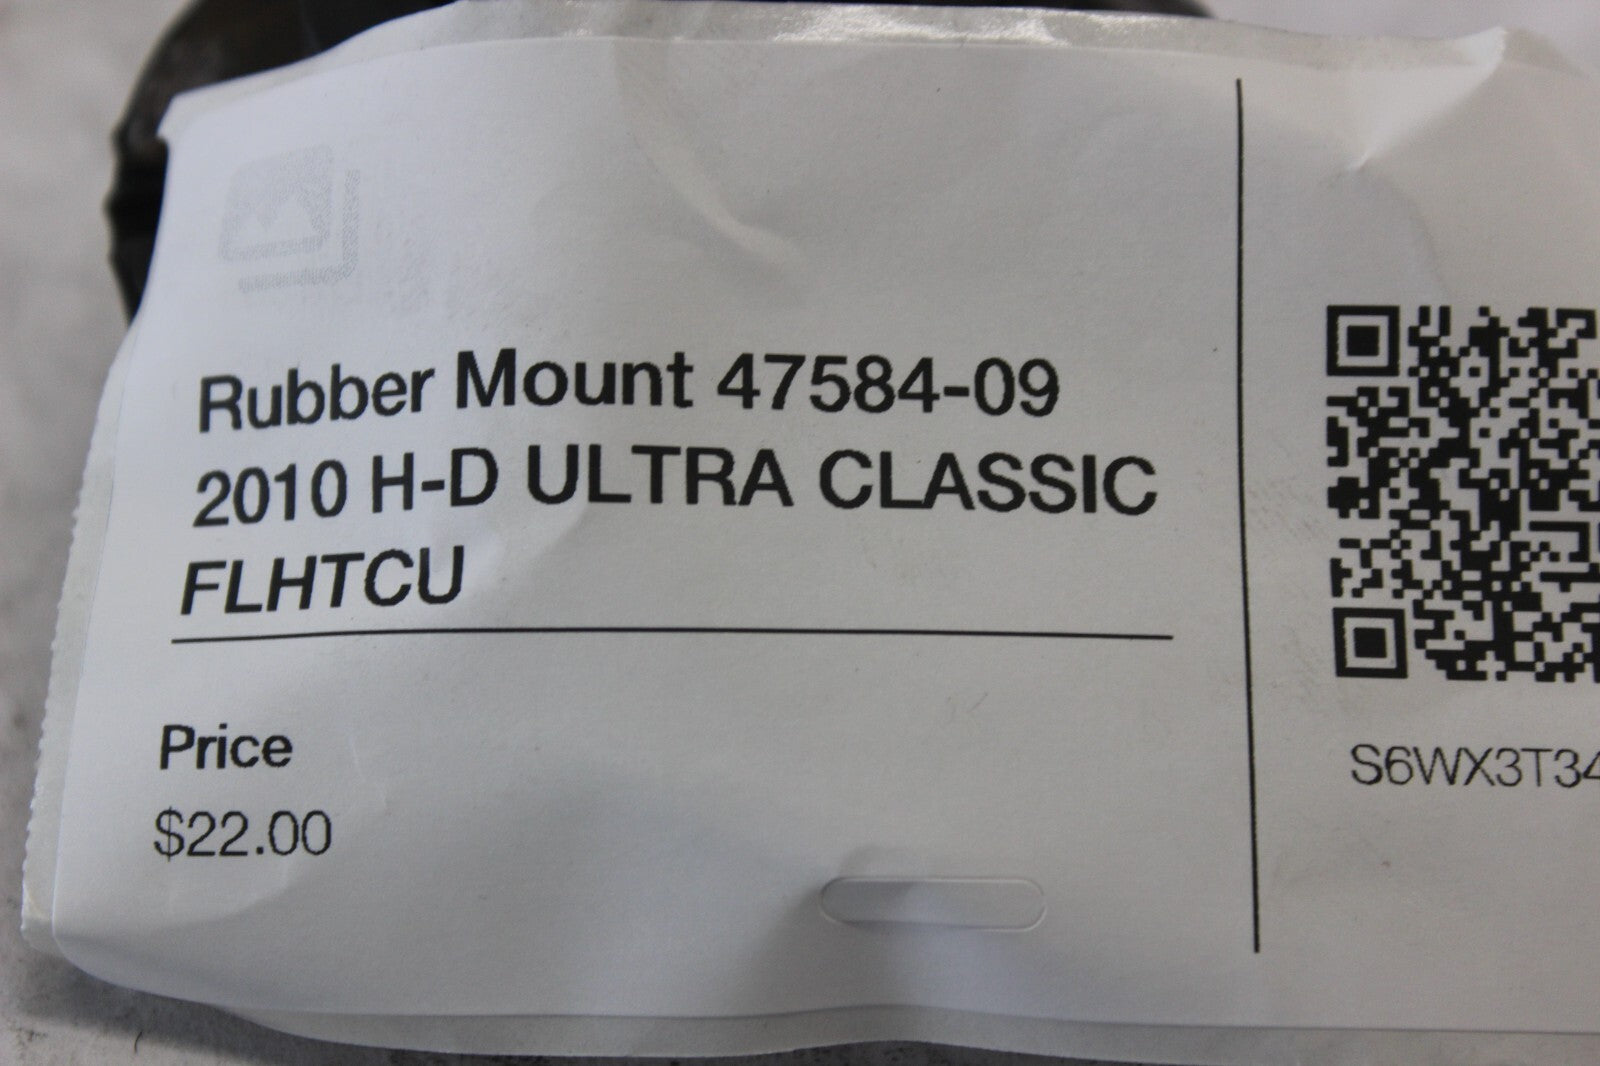 Rubber Mount 47584-09
2010 H-D ULTRA CLASSIC
FLHTCU
Price
$22.00
S6WX3T34